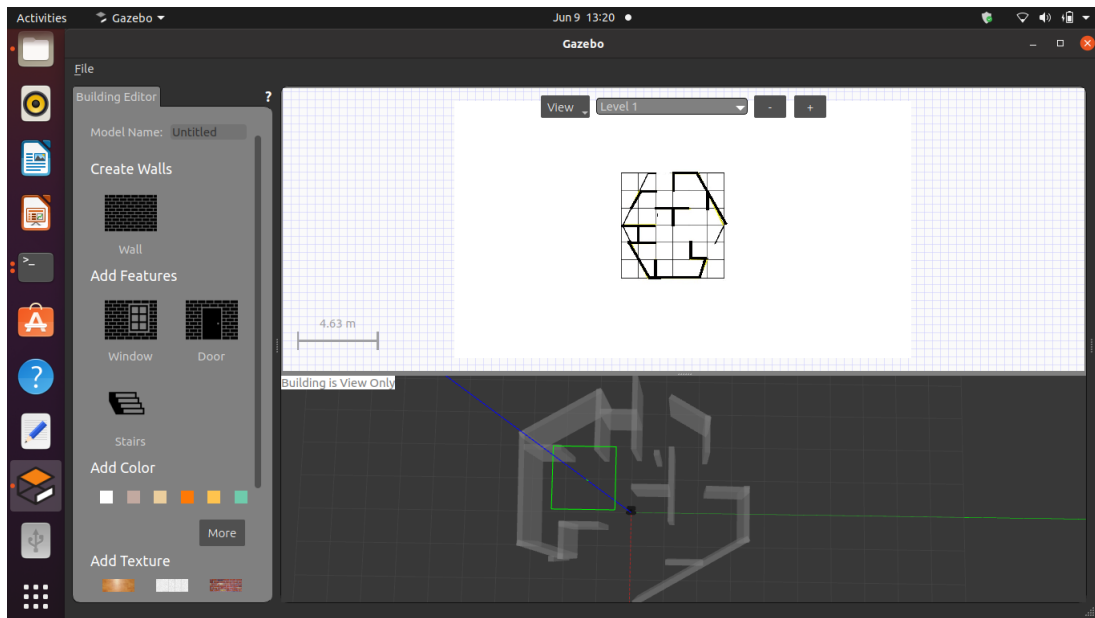 Activities
Gazebo
Jun 9 13:20
Gazebo
File
Building Editor
?
Model Name: Untitled
Create Walls
Wall
Add Features
Window
Door
Stairs
Add Color
More
Add Texture
View
Level 1
-
+
4.63 m
Building is View Only